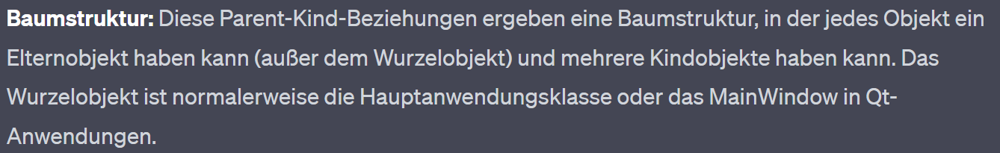 Baumstruktur: Diese Parent-Kind-Beziehungen ergeben eine Baumstruktur, in der jedes Objekt ein
Elternobjekt haben kann (außer dem Wurzelobjekt) und mehrere Kindobjekte haben kann. Das
Wurzelobjekt ist normalerweise die Hauptanwendungsklasse oder das MainWindow in Qt-
Anwendungen.